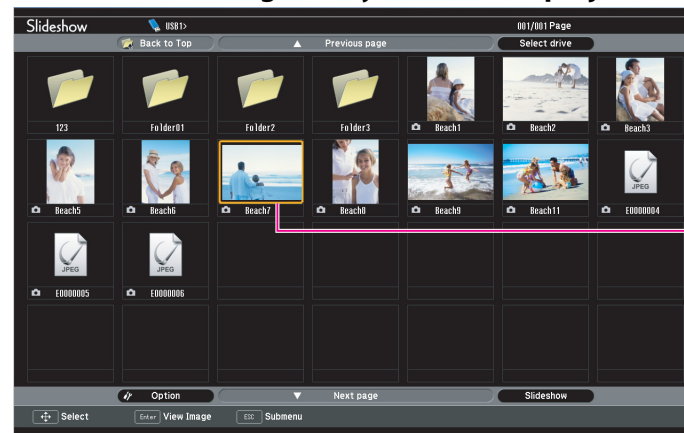 Slideshow USB1> 001/001 Page
Back to Top Previous page Select drive
123 Folder01 Folder2 Folder3 Beach1 Beach2 Beach3
JPEG
Beach5 Beach6 Beach7 Beach8 Beach9 Beach11 E0000004
JPEG JPEG
E0000005 E0000006
Option Next page Slideshow
Select Enter View Image ESC Submenu